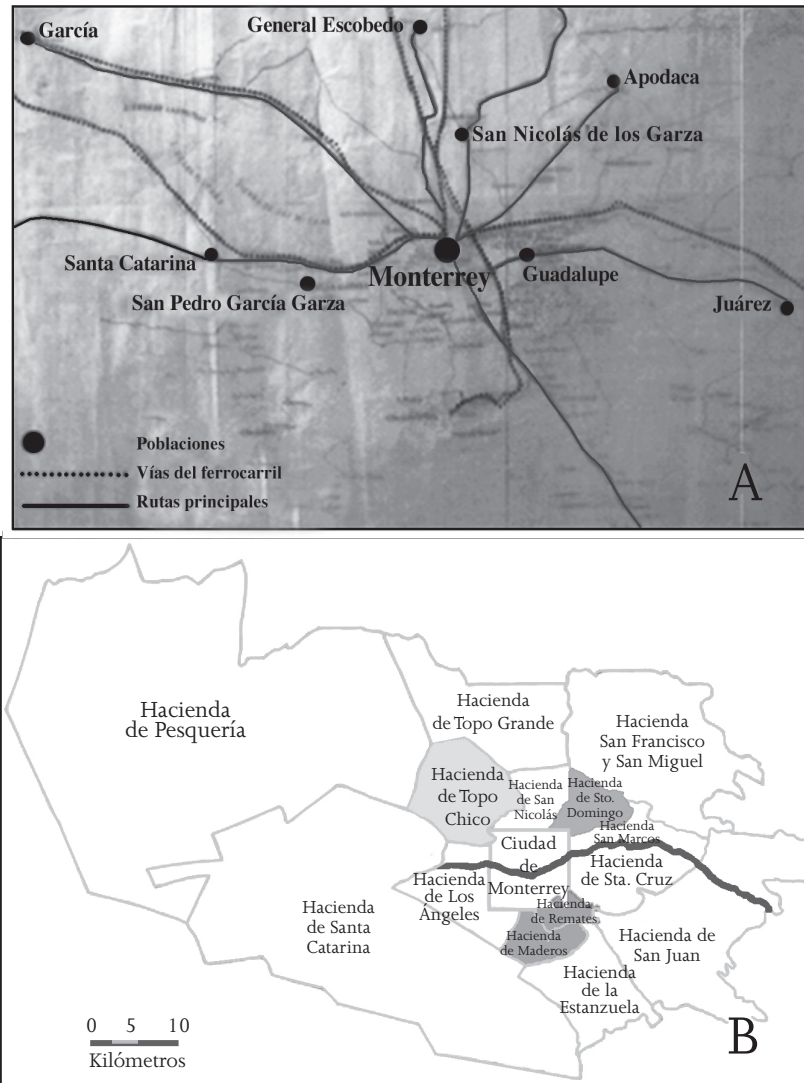 García
General Escobedo
Apodaca
San Nicolás de los Garza
Santa Catarina
Monterrey
Guadalupe
San Pedro García Garza
Juárez
Poblaciones
Vías del ferrocarril
Rutas principales
A
Hacienda
de Pesquería
Hacienda
de Topo Grande
Hacienda
San Francisco
y San Miguel
Hacienda
de Topo
Chico
Hacienda
de San
Nicolás
Hacienda
de Sto.
Domingo
Hacienda
San Marcos
Ciudad
de
Monterrey
Hacienda
de Sta. Cruz
Hacienda
de Los
Ángeles
Hacienda
de Santa
Catarina
Hacienda
de Remates
Hacienda
de Maderos
Hacienda de
San Juan
Hacienda
de la
Estanzuela
0 5 10
Kilómetros
B